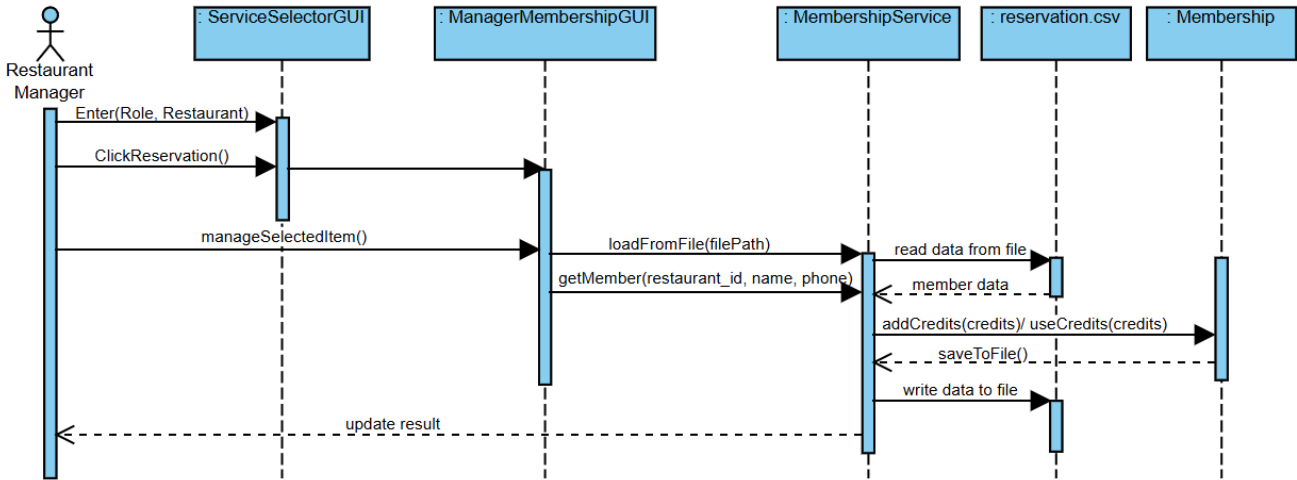 : ServiceSelectorGUI
: ManagerMembershipGUI
: MembershipService
: reservation.csv
: Membership
Restaurant
Manager
Enter(Role, Restaurant)
ClickReservation()
manageSelectedItem()
loadFromFile(filePath)
read data from file
getMember(restaurant_id, name, phone)
member data
addCredits(credits)/ useCredits(credits)
saveToFile()
write data to file
update result